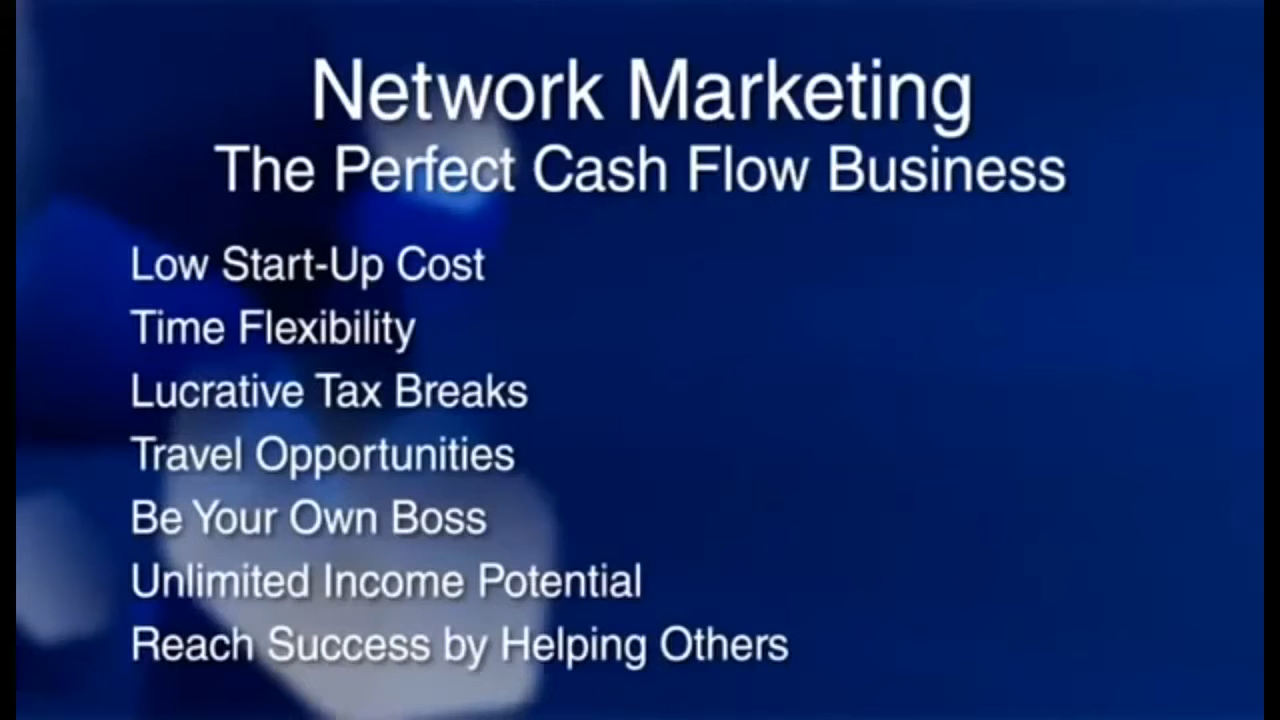 Network Marketing
The Perfect Cash Flow Business
Low Start-Up Cost
Time Flexibility
Lucrative Tax Breaks
Travel Opportunities
Be Your Own Boss
Unlimited Income Potential
Reach Success by Helping Others